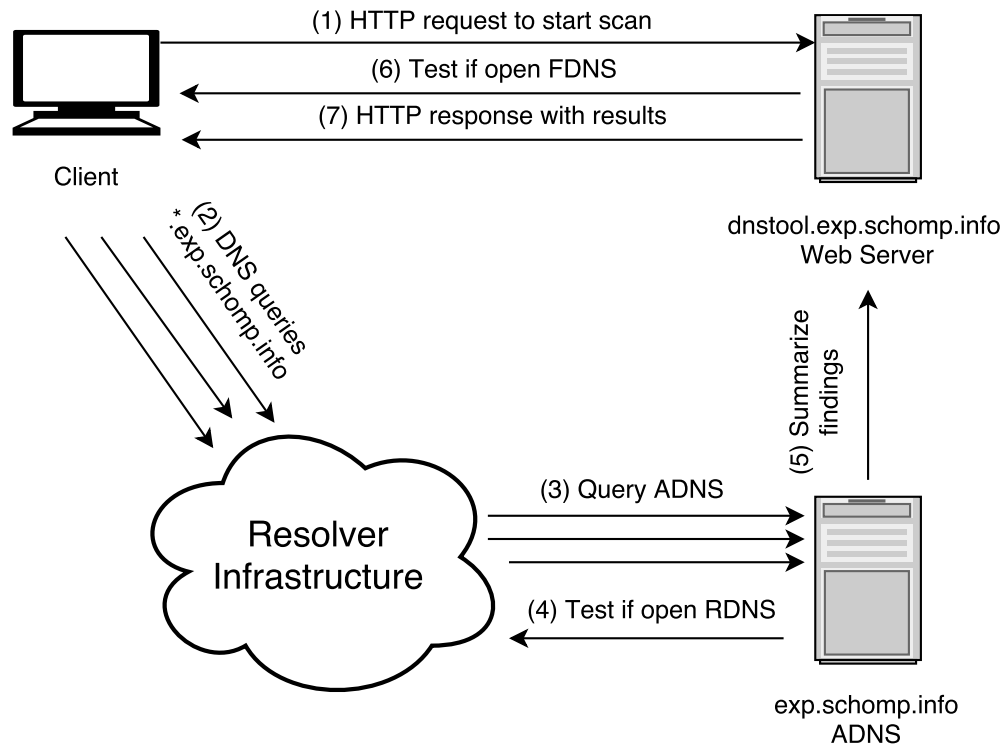 (1) HTTP request to start scan
(6) Test if open FDNS
(7) HTTP response with results
Client
dnstool.exp.schomp.info
Web Server
(2) DNS queries
*.exp.schomp.info
(5) Summarize
findings
(3) Query ADNS
Resolver
Infrastructure
(4) Test if open RDNS
exp.schomp.info
ADNS